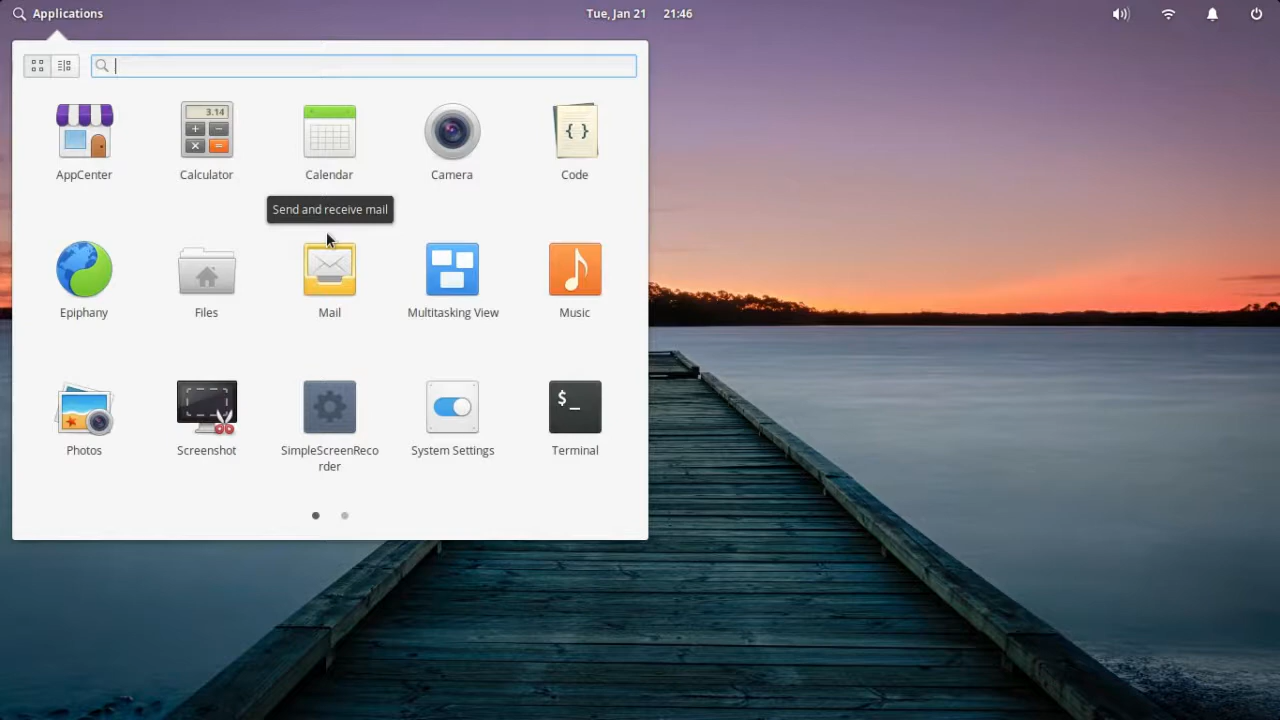 Applications
Tue, Jan 21 21:46
3.14
AppCenter
Calculator
Calendar
Camera
Code
Send and receive mail
Epiphany
Files
Mail
Multitasking View
Music
$_
Photos
Screenshot
SimpleScreenReco
rder
System Settings
Terminal